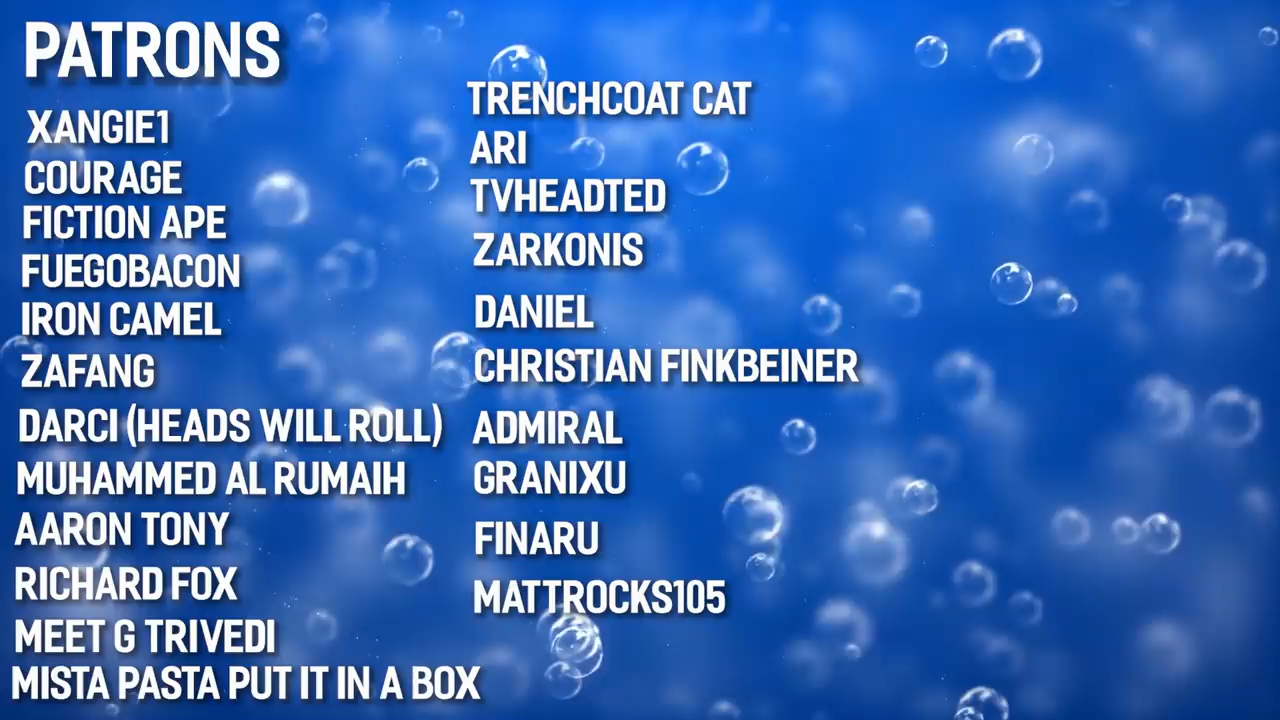 PATRONS
XANGIE1
COURAGE
FICTION APE
FUEGOBACON
IRON CAMEL
ZAFANG
DARCI (HEADS WILL ROLL)
MUHAMMED AL RUMAIH
AARON TONY
RICHARD FOX
MEET G TRIVEDI
MISTA PASTA PUT IT IN A BOX
TRENCHCOAT CAT
ARI
TVHEADTED
ZARKONIS
DANIEL
CHRISTIAN FINKBEINER
ADMIRAL
GRANIXU
FINARU
MATTROCKS105